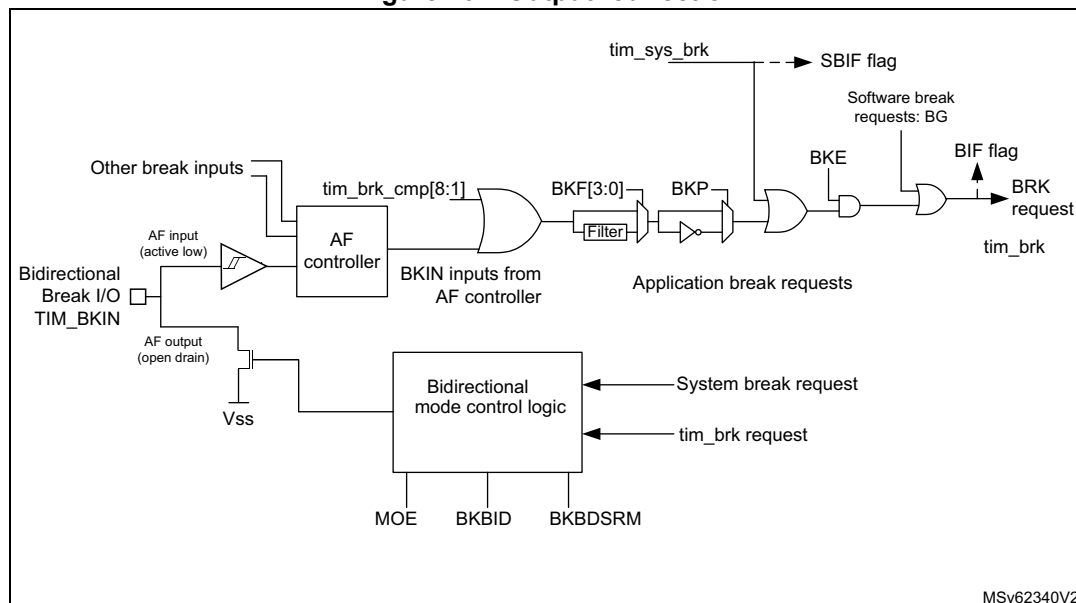 tim_sys_brk
SBIF flag
Software break
requests: BG
BIF flag
BKE
Other break inputs
tim_brk_cmp[8:1]
BKF[3:0]
BKP
BRK
request
Filter
AF input
(active low)
AF
controller
tim_brk
BKIN inputs from
AF controller
Application break requests
Bidirectional
Break I/O
TIM_BKIN
AF output
(open drain)
Bidirectional
mode control logic
System break request
Vss
tim_brk request
MOE
BKBID
BKBDSRM
MSv62340V2